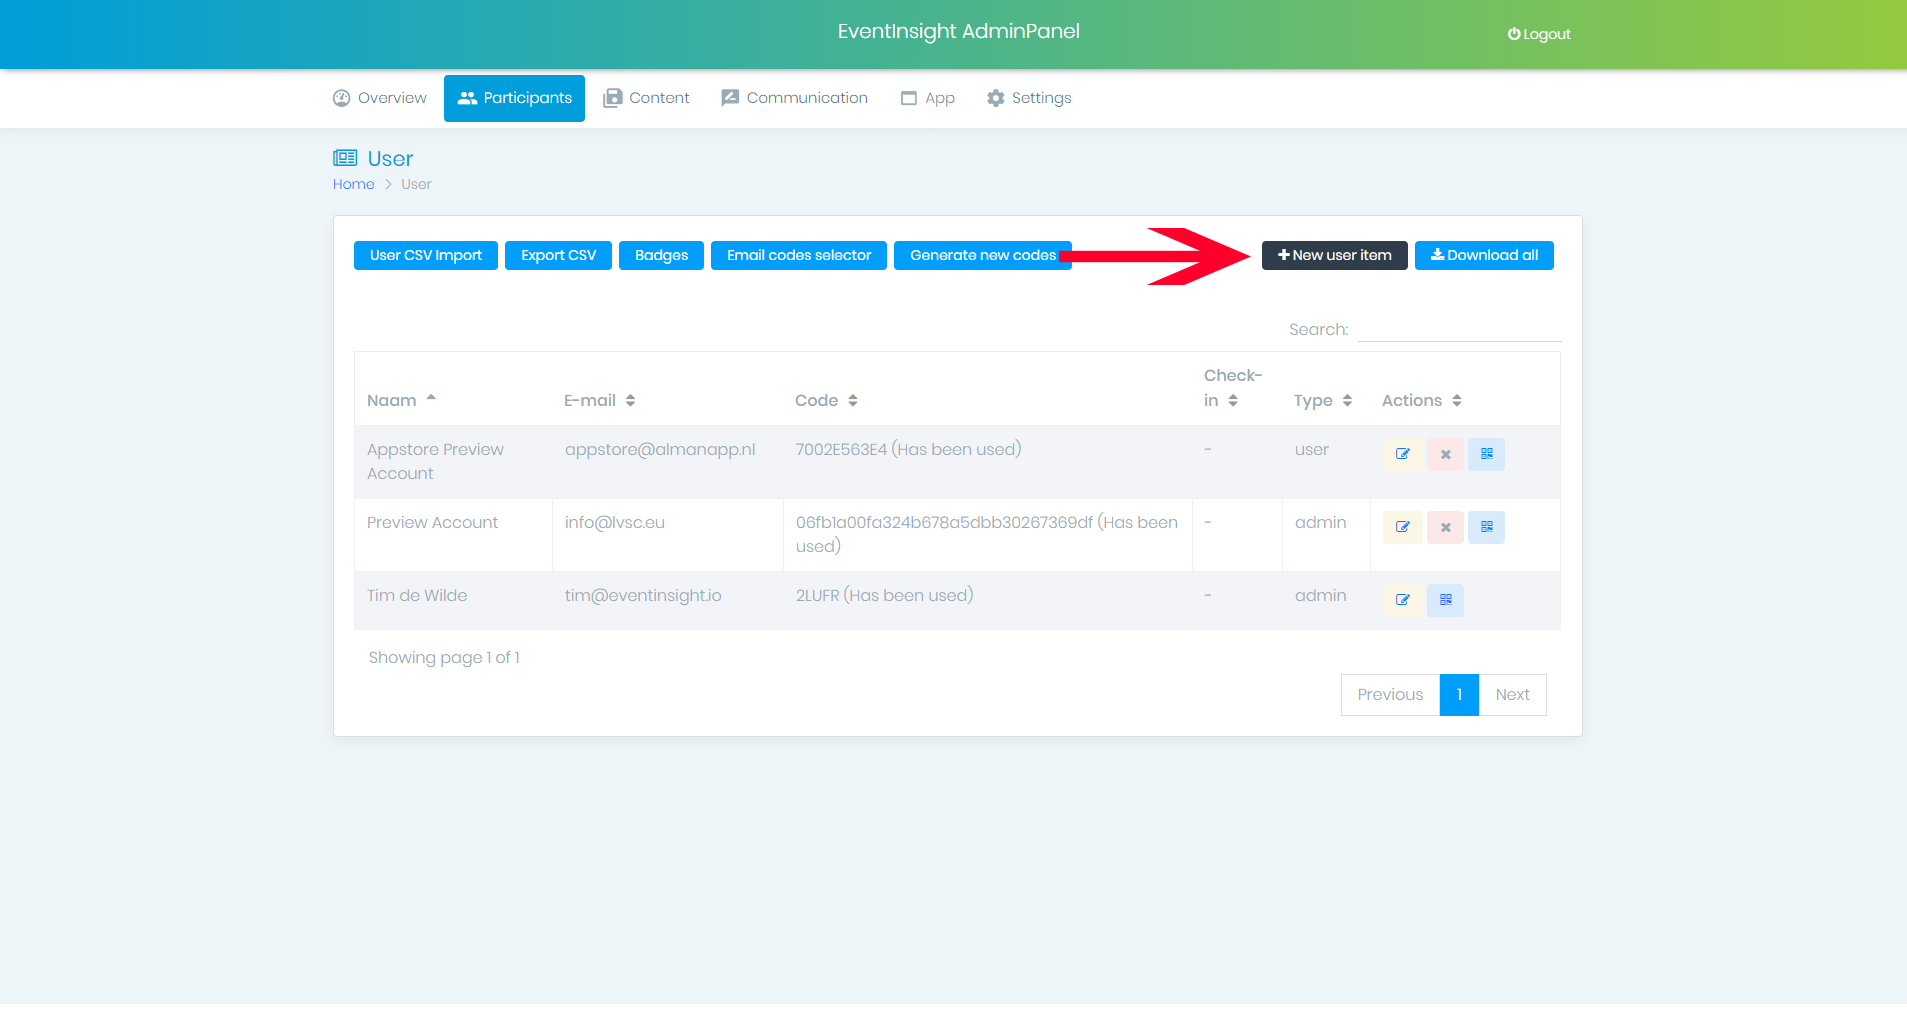 EventInsight AdminPanel
Logout
Overview
Participants
Content
Communication
App
Settings
User
Home > User
User CSV Import
Export CSV
Badges
Email codes selector
Generate new codes
New user item
Download all
Search:
Naam
E-mail
Code
Check-
in
Type
Actions
Appstore Preview
Account
appstore@almanapp.nl
7002E563E4 (Has been used)
-
user
Preview Account
info@lvsc.eu
06fb1a00fa324b678a5dbb30267369df (Has been
used)
-
admin
Tim de Wilde
tim@eventinsight.io
2LUFR (Has been used)
-
admin
Showing page 1 of 1
Previous
1
Next